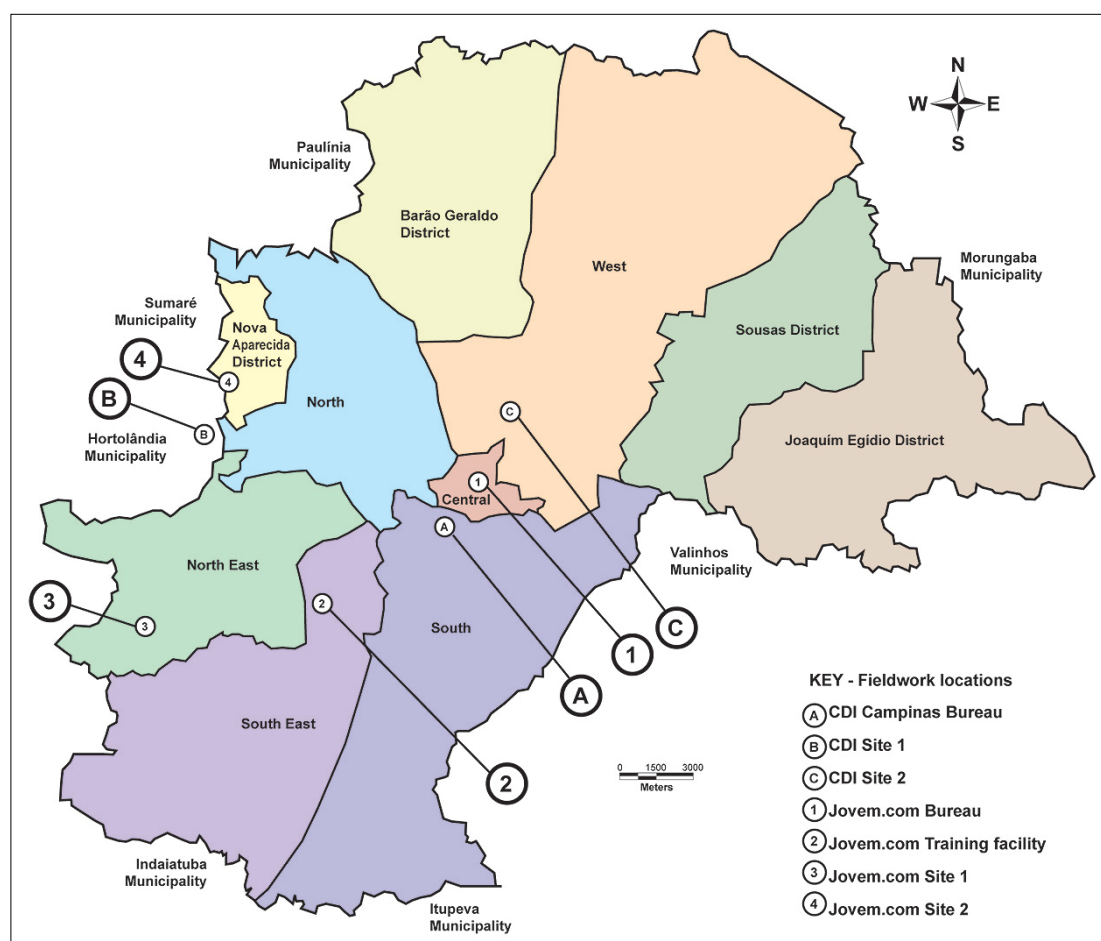 N
W E
S
Paulínia
Municipality
Barão Geraldo
District
West
Morungaba
Municipality
Sumaré
Municipality
Nova
Aparecida
District
Sousas District
4
4
North
B
B
C
Hortolândia
Municipality
Joaquím Egídio District
1
Central
A
Valinhos
Municipality
North East
2
3
3
South
C
1
A
KEY - Fieldwork locations
A CDI Campinas Bureau
B CDI Site 1
C CDI Site 2
1 Jovem.com Bureau
2 Jovem.com Training facility
3 Jovem.com Site 1
4 Jovem.com Site 2
South East
2
0 1500 3000
Meters
Indaiatuba
Municipality
Itupeva
Municipality